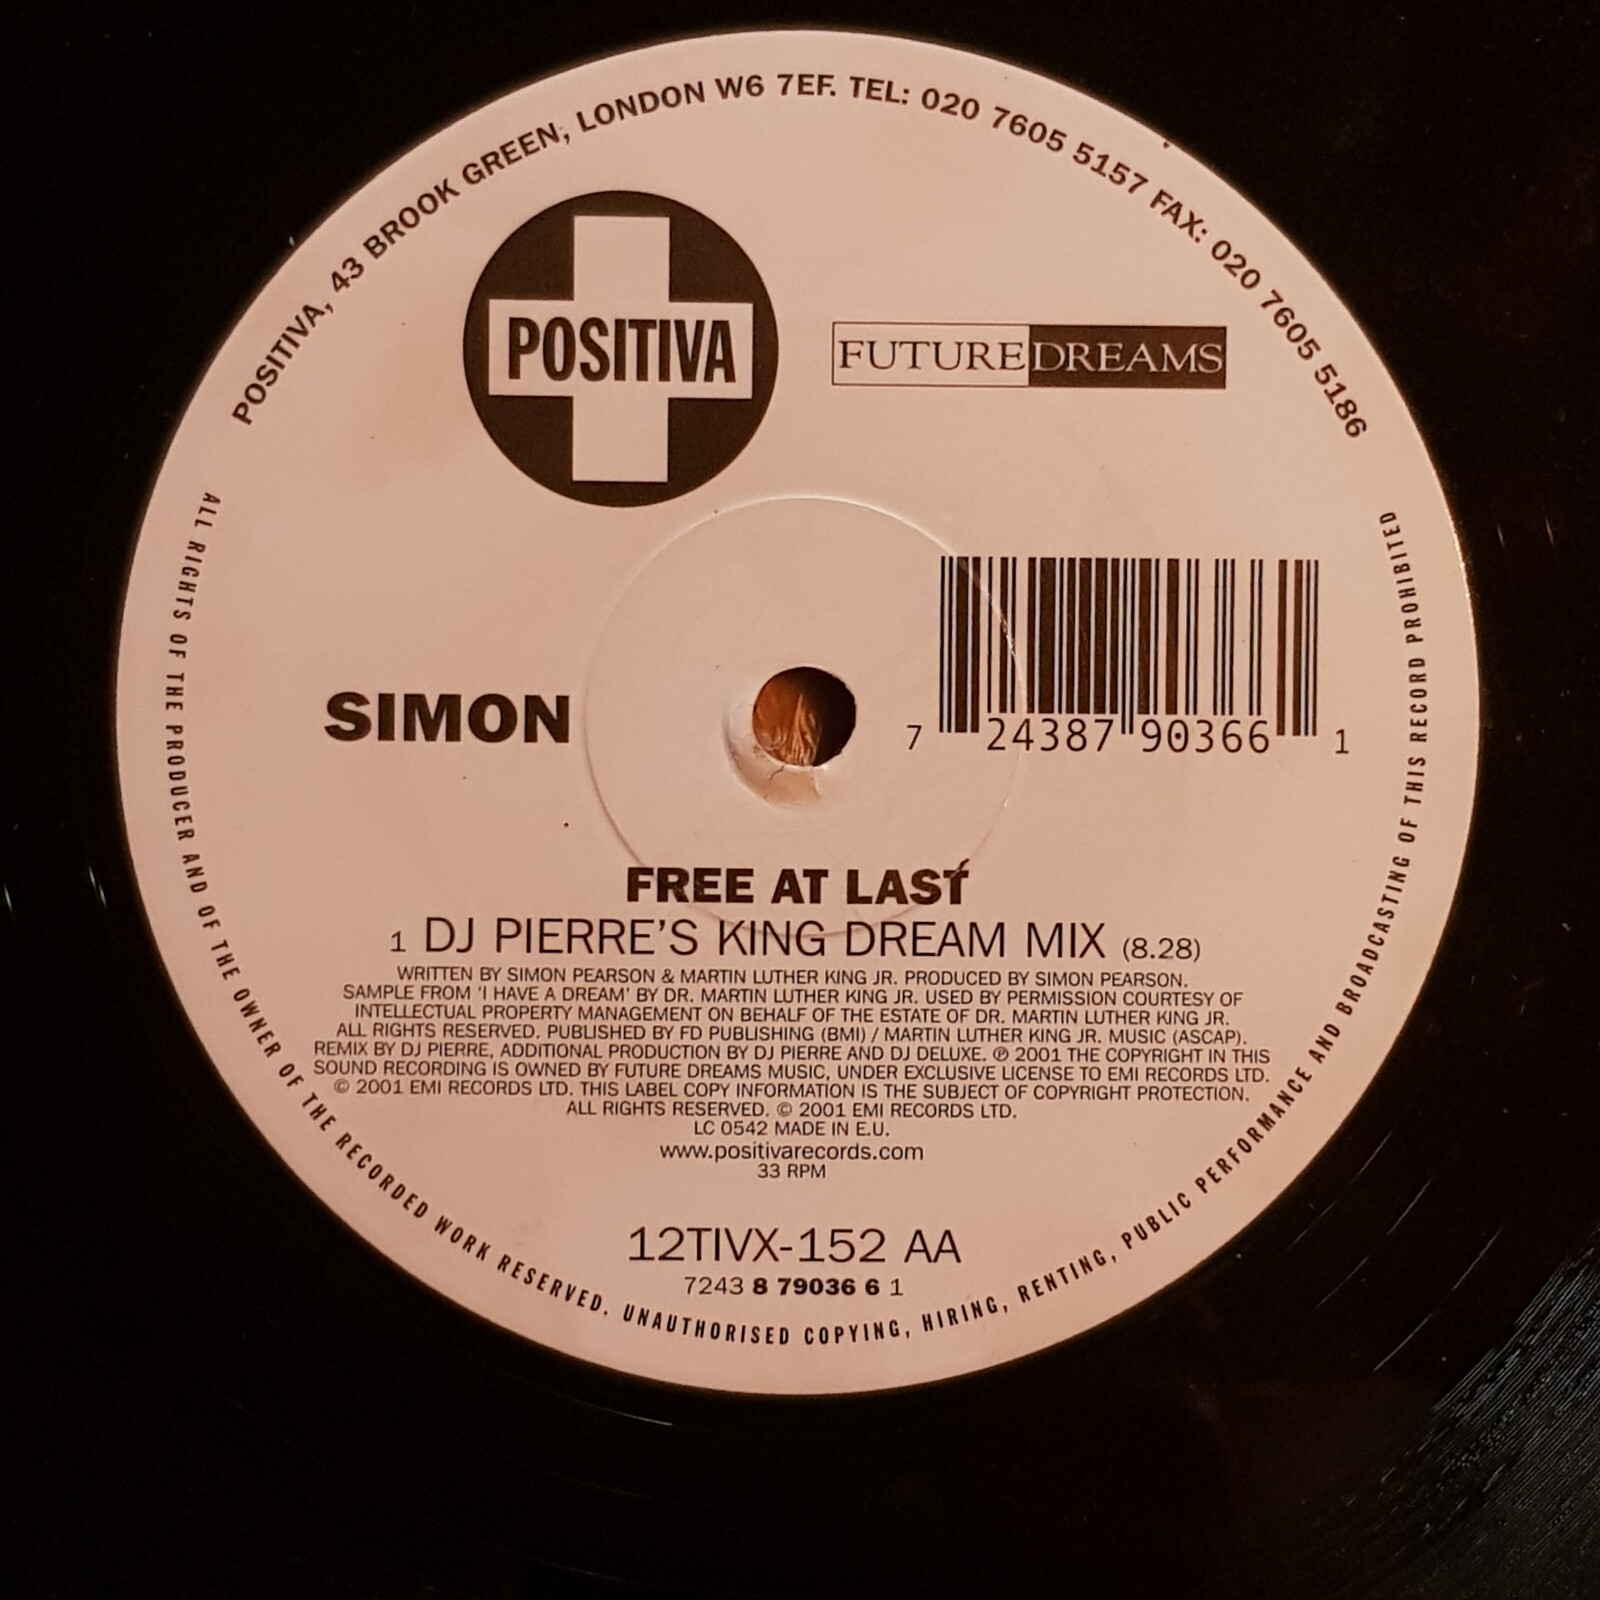 POSITIVA, 43 BROOK GREEN, LONDON W6 7EF. TEL: 020 7605 5157 FAX: 020 7605 5186
POSITIVA
FUTURE DREAMS
SIMON
7 24387 90366 1
FREE AT LAST
1 DJ PIERRE'S KING DREAM MIX (8.28)
WRITTEN BY SIMON PEARSON & MARTIN LUTHER KING JR. PRODUCED BY SIMON PEARSON.
SAMPLE FROM 'I HAVE A DREAM' BY DR. MARTIN LUTHER KING JR. USED BY PERMISSION COURTESY OF
INTELLECTUAL PROPERTY MANAGEMENT ON BEHALF OF THE ESTATE OF DR. MARTIN LUTHER KING JR.
ALL RIGHTS RESERVED. PUBLISHED BY FD PUBLISHING (BMI) / MARTIN LUTHER KING JR. MUSIC (ASCAP).
REMIX BY DJ PIERRE, ADDITIONAL PRODUCTION BY DJ PIERRE AND DJ DELUXE. ℗ 2001 THE COPYRIGHT IN THIS
SOUND RECORDING IS OWNED BY FUTURE DREAMS MUSIC, UNDER EXCLUSIVE LICENSE TO EMI RECORDS LTD.
© 2001 EMI RECORDS LTD. THIS LABEL COPY INFORMATION IS THE SUBJECT OF COPYRIGHT PROTECTION.
ALL RIGHTS RESERVED. © 2001 EMI RECORDS LTD.
LC 0542 MADE IN E.U.
www.positivarecords.com
33 RPM
12TIVX-152 AA
7243 8 79036 6 1
ALL RIGHTS OF THE PRODUCER AND OF THE OWNER OF THE RECORDED WORK RESERVED. UNAUTHORISED COPYING, HIRING, RENTING, PUBLIC PERFORMANCE AND BROADCASTING OF THIS RECORD PROHIBITED